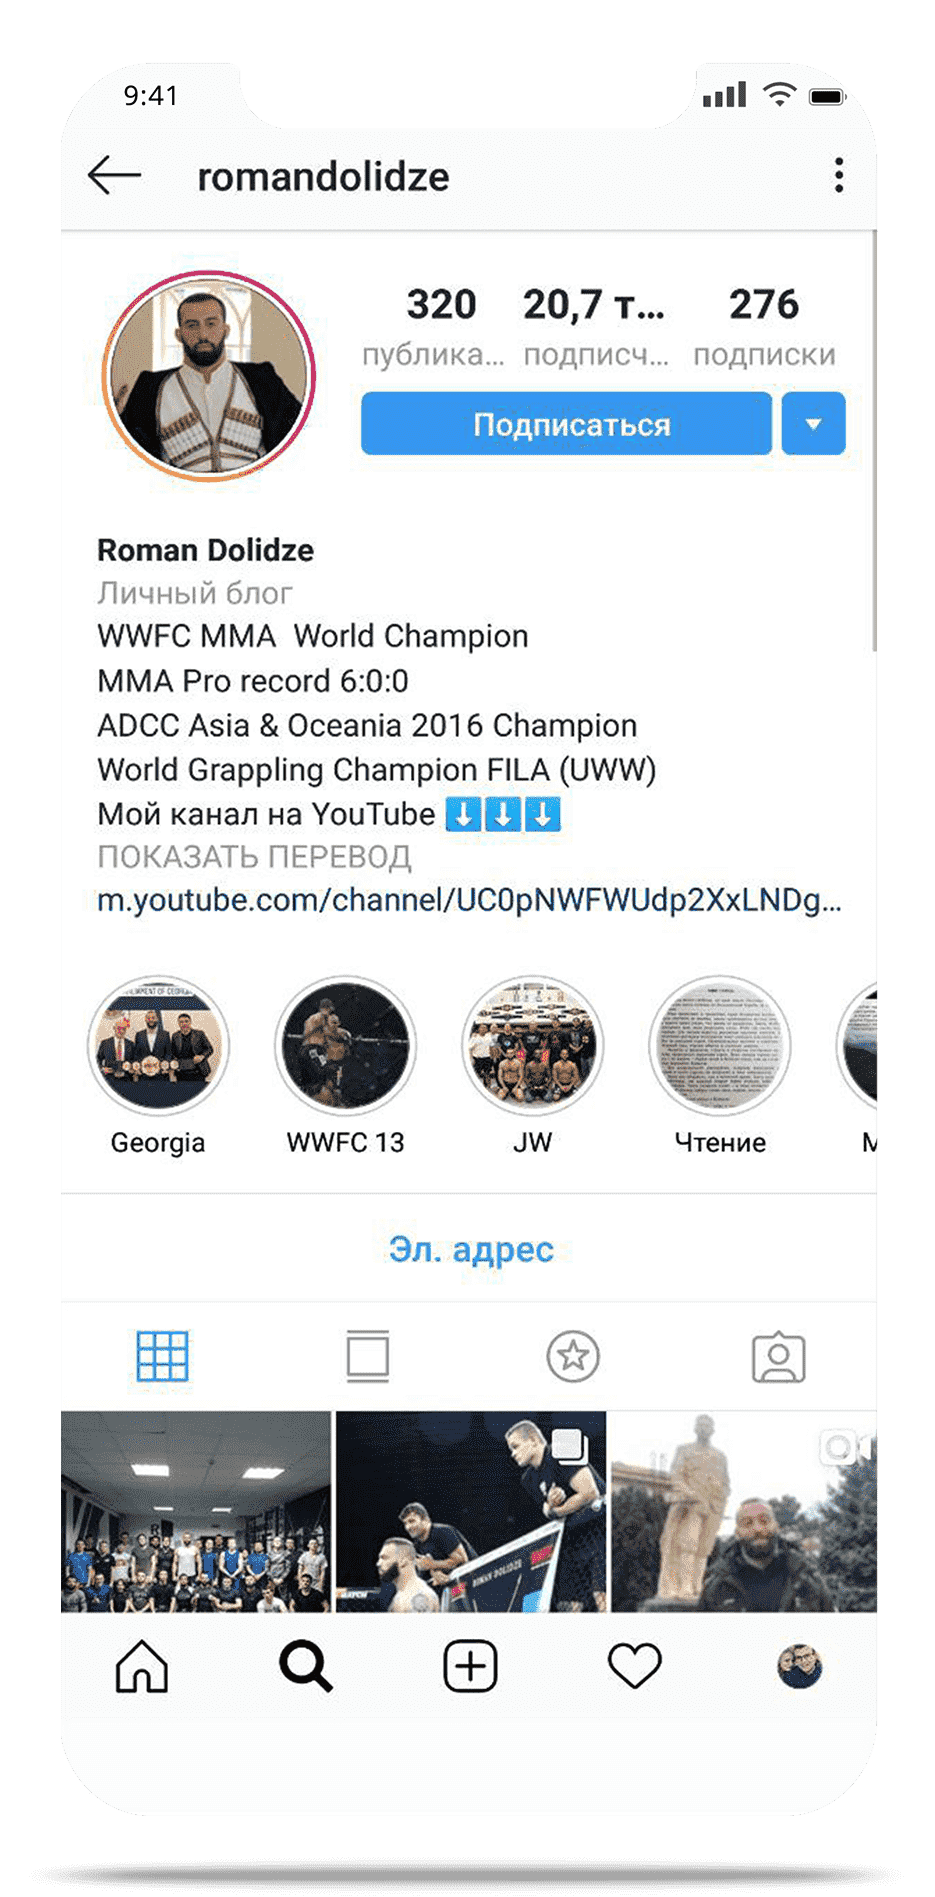 9:41
romandolidze
320 20,7 т... 276
публика... подписч... подписки
Подписаться
Roman Dolidze
Личный блог
WWFC MMA World Champion
MMA Pro record 6:0:0
ADCC Asia & Oceania 2016 Champion
World Grappling Champion FILA (UWW)
Мой канал на YouTube ⬇️⬇️⬇️
ПОКАЗАТЬ ПЕРЕВОД
m.youtube.com/channel/UC0pNWFWUdp2XxLNDg...
Georgia WWFC 13 JW Чтение
Эл. адрес
ROMAN DOLIDZE